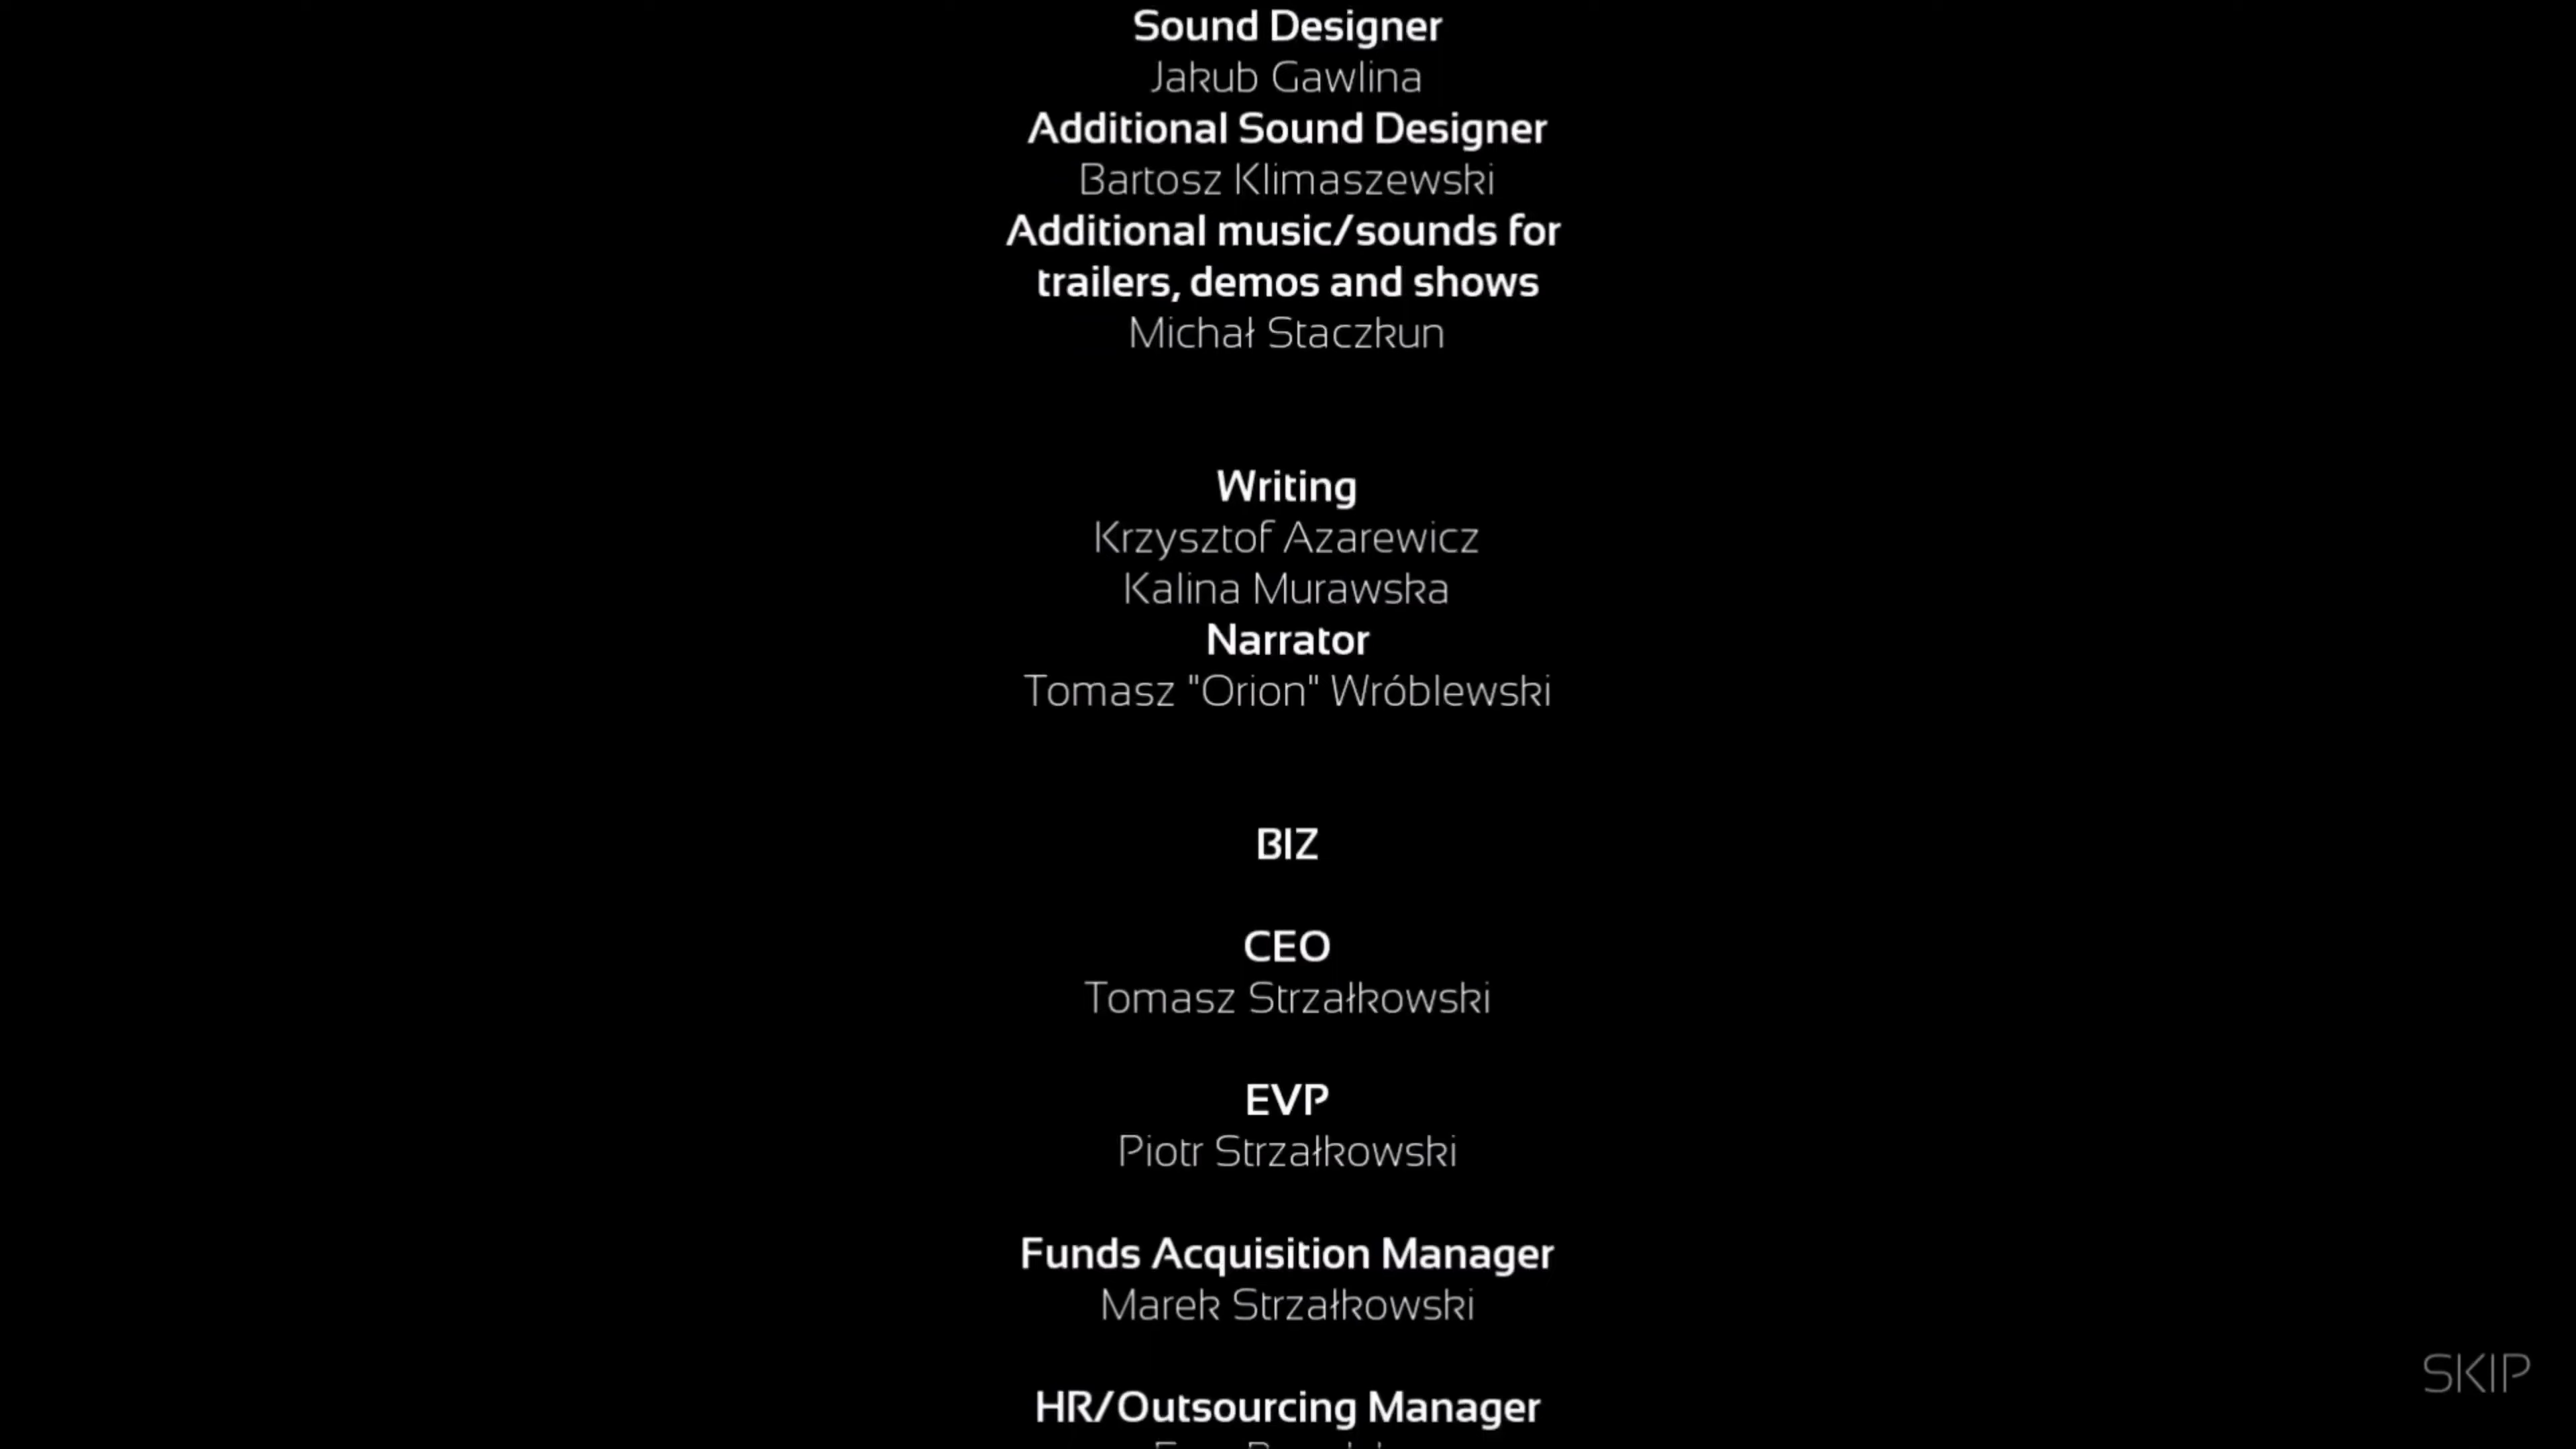 Sound Designer
Jakub Gawlina
Additional Sound Designer
Bartosz Klimaszewski
Additional music/sounds for
trailers, demos and shows
Michał Staczkun
Writing
Krzysztof Azarewicz
Kalina Murawska
Narrator
Tomasz "Orion" Wróblewski
BIZ
CEO
Tomasz Strzałkowski
EVP
Piotr Strzałkowski
Funds Acquisition Manager
Marek Strzałkowski
HR/Outsourcing Manager
SKIP